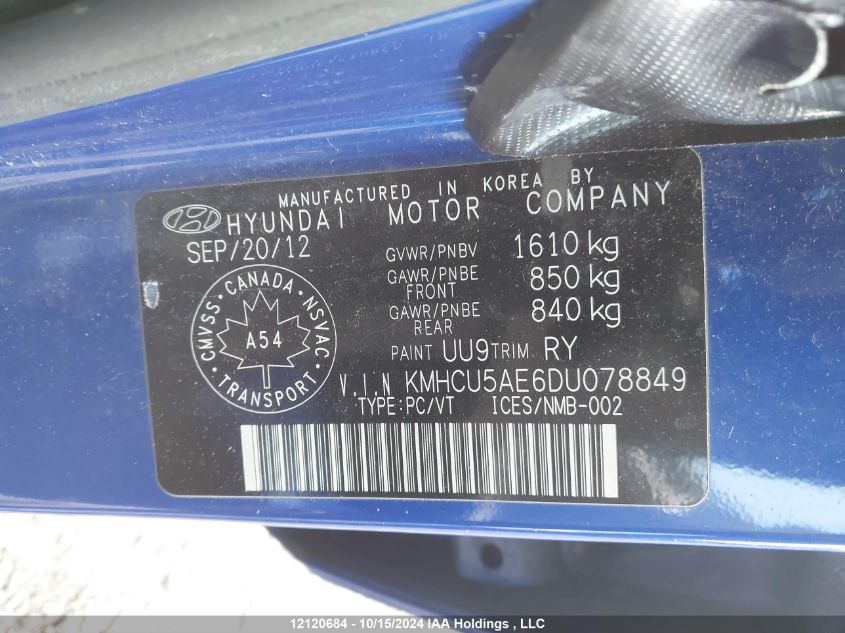 MANUFACTURED IN KOREA BY
HYUNDAI MOTOR COMPANY
SEP/20/12
GVWR/PNBV 1610 kg
GAWR/PNBE FRONT 850 kg
GAWR/PNBE REAR 840 kg
CANADA
CMVSS · NSVAC
A54
TRANSPORT
PAINT UU9 TRIM RY
V.I.N KMHCU5AE6DU078849
TYPE:PC/VT ICES/NMB-002
12120684 - 10/15/2024 IAA Holdings , LLC